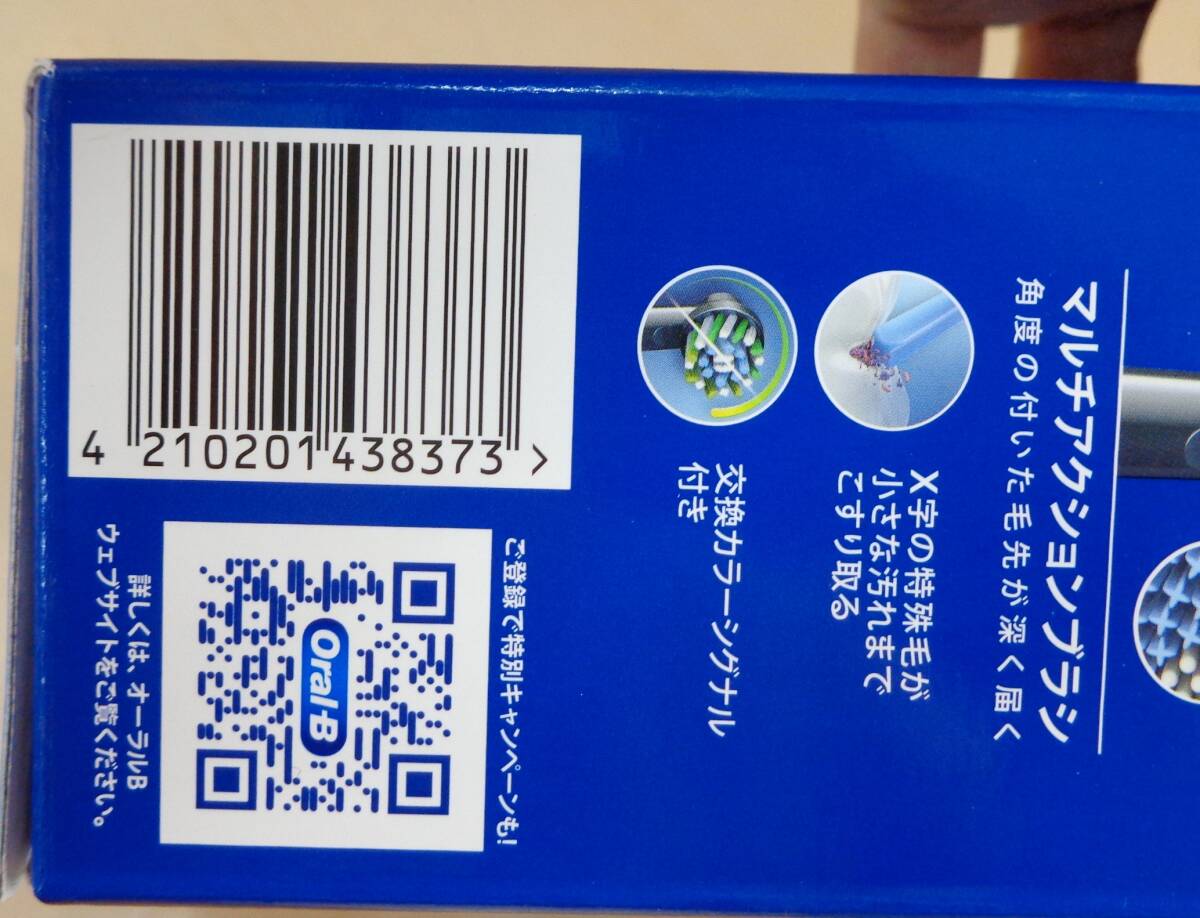 マルチアクションブラシ
角度の付いた毛先が深く届く
X字の特殊毛が
小さな汚れまで
こすり取る
交換カラーシグナル
付き
4 210201 438373 >
ご登録で特別キャンペーンも!
Oral-B
詳しくは、オーラルB
ウェブサイトをご覧ください。